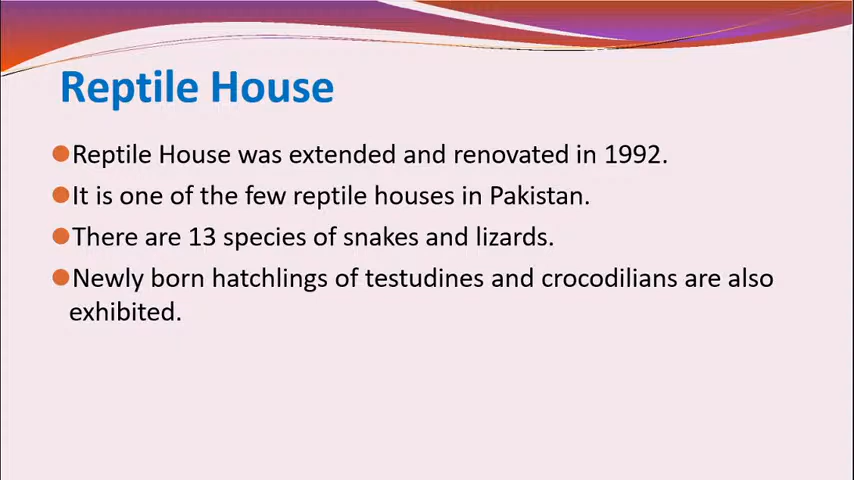 Reptile House
Reptile House was extended and renovated in 1992.
It is one of the few reptile houses in Pakistan.
There are 13 species of snakes and lizards.
Newly born hatchlings of testudines and crocodilians are also
exhibited.